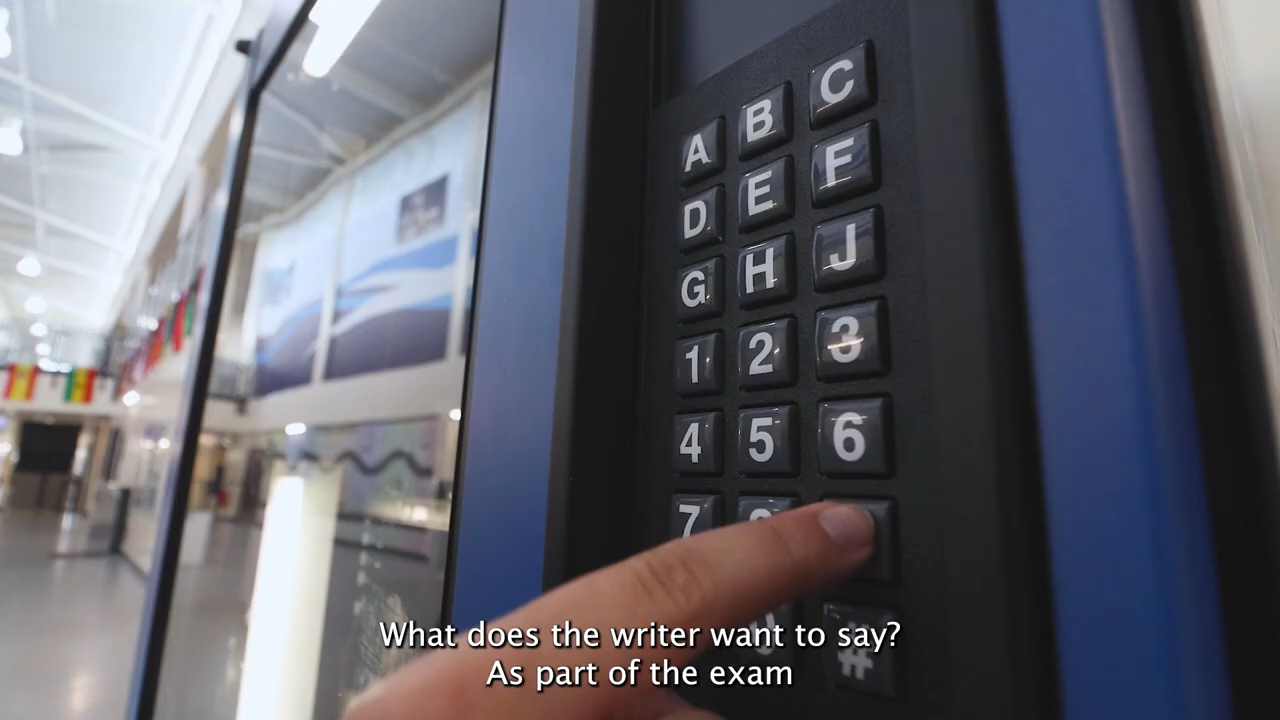 A B C
D E F
G H J
1 2 3
4 5 6
7
#
What does the writer want to say?
As part of the exam